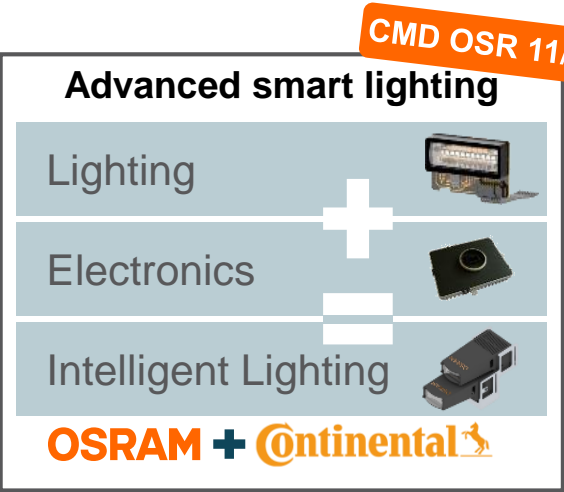 CMD OSR 11/
Advanced smart lighting
Lighting
+
Electronics
=
Intelligent Lighting
OSRAM + Continental